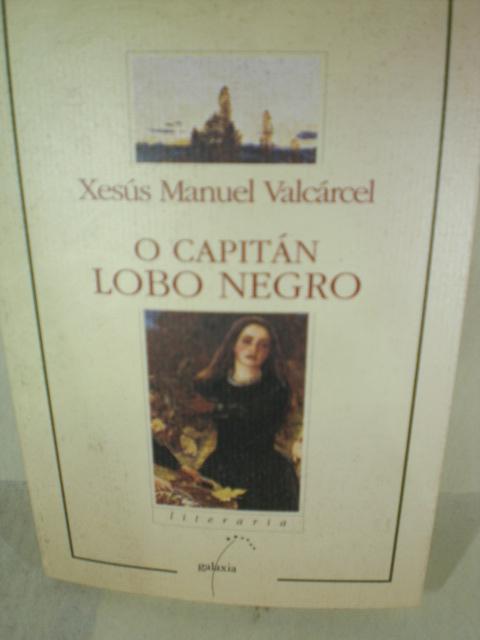 Xesús Manuel Valcárcel
O CAPITÁN
LOBO NEGRO
literaria
galaxia